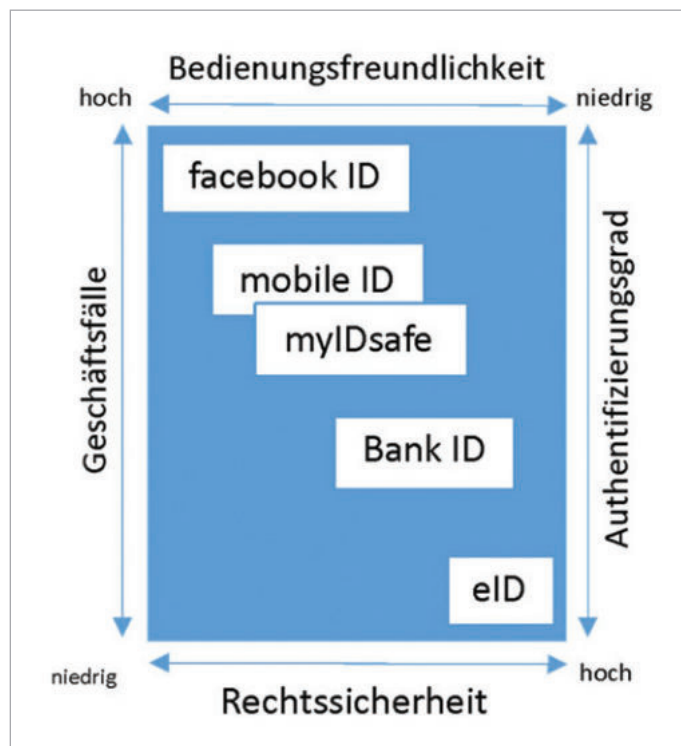 Bedienungsfreundlichkeit
hoch
niedrig
facebook ID
mobile ID
myIDsafe
Bank ID
eID
Geschäftsfälle
Authentifizierungsgrad
niedrig
hoch
Rechtssicherheit